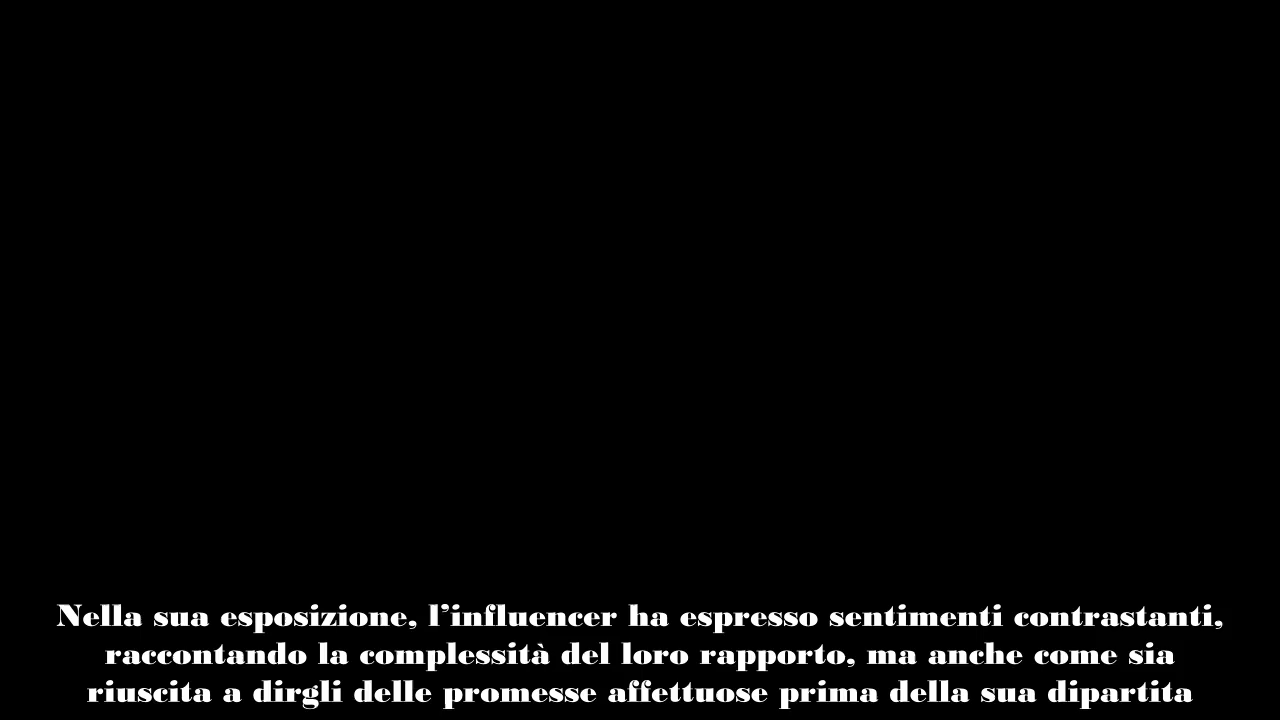 Nella sua esposizione, l’influencer ha espresso sentimenti contrastanti,
raccontando la complessità del loro rapporto, ma anche come sia
riuscita a dirgli delle promesse affettuose prima della sua dipartita